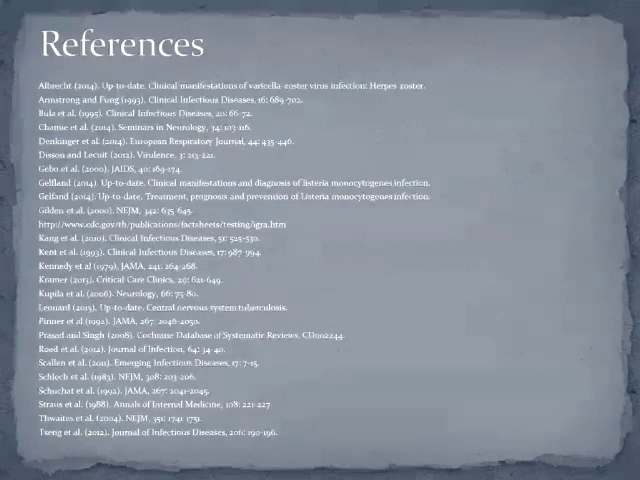 References
Albrecht (2014). Up-to-date. Clinical manifestations of varicella-zoster virus infection: Herpes zoster.
Armstrong and Fung (1993). Clinical Infectious Diseases, 16: 689-702.
Bula et al. (1995). Clinical Infectious Diseases, 20: 66-72.
Chamie et al. (2014). Seminars in Neurology, 34: 103-116.
Denkinger et al. (2014). European Respiratory Journal, 44: 435-446.
Disson and Lecuit (2012). Virulence, 3: 213-221.
Gebo et al. (2000). JAIDS, 40: 169-174.
Gelfland (2014). Up-to-date. Clinical manifestations and diagnosis of listeria monocytogenes infection.
Gelfand (2014). Up-to-date. Treatment, prognosis and prevention of Listeria monocytogenes infection.
Gilden et al. (2000). NEJM, 342: 635-645.
http://www.cdc.gov/tb/publications/factsheets/testing/igra.htm
Kang et al. (2010). Clinical Infectious Diseases, 51: 525-530.
Kent et al. (1993). Clinical Infectious Diseases, 17: 987-994.
Kennedy et al (1979), JAMA, 241: 264-268.
Kramer (2013). Critical Care Clinics, 29: 621-649.
Kupila et al. (2006). Neurology, 66: 75-80.
Leonard (2015). Up-to-date. Central nervous system tuberculosis.
Pinner et al (1992). JAMA, 267: 2046-2050.
Prasad and Singh (2008). Cochrane Database of Systematic Reviews, CD002244.
Roed et al. (2012). Journal of Infection, 64: 34-40.
Scallen et al. (2011). Emerging Infectious Diseases, 17: 7-15.
Schlech et al. (1983). NEJM, 308: 203-206.
Schuchat et al. (1992). JAMA, 267: 2041-2045.
Straus et al. (1988). Annals of Internal Medicine, 108: 221-227.
Thwaites et al. (2004). NEJM, 351: 1741-1751.
Tseng et al. (2012). Journal of Infectious Diseases, 206: 190-196.